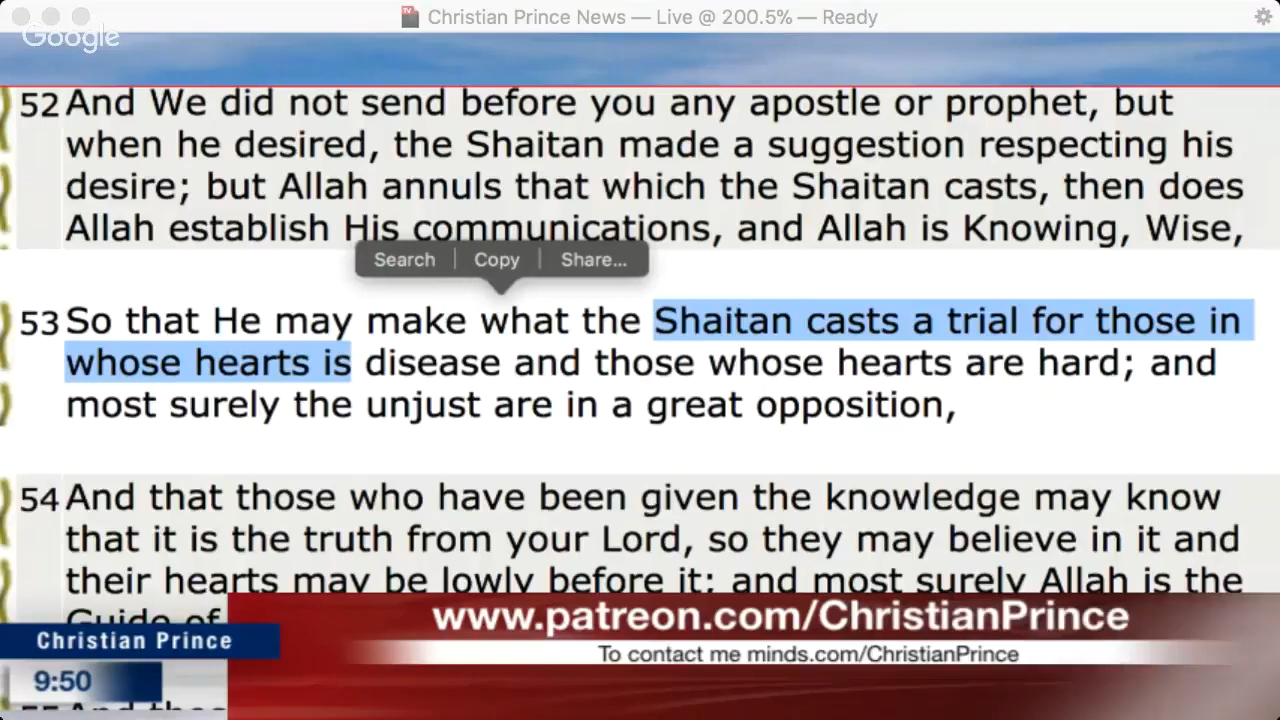 Christian Prince News — Live @ 200.5% — Ready
Google
52 And We did not send before you any apostle or prophet, but
when he desired, the Shaitan made a suggestion respecting his
desire; but Allah annuls that which the Shaitan casts, then does
Allah establish His communications, and Allah is Knowing, Wise,
Search Copy Share...
53 So that He may make what the Shaitan casts a trial for those in
whose hearts is disease and those whose hearts are hard; and
most surely the unjust are in a great opposition,
54 And that those who have been given the knowledge may know
that it is the truth from your Lord, so they may believe in it and
their hearts may be lowly before it; and most surely Allah is the
Guide of
www.patreon.com/ChristianPrince
Christian Prince
To contact me minds.com/ChristianPrince
9:50